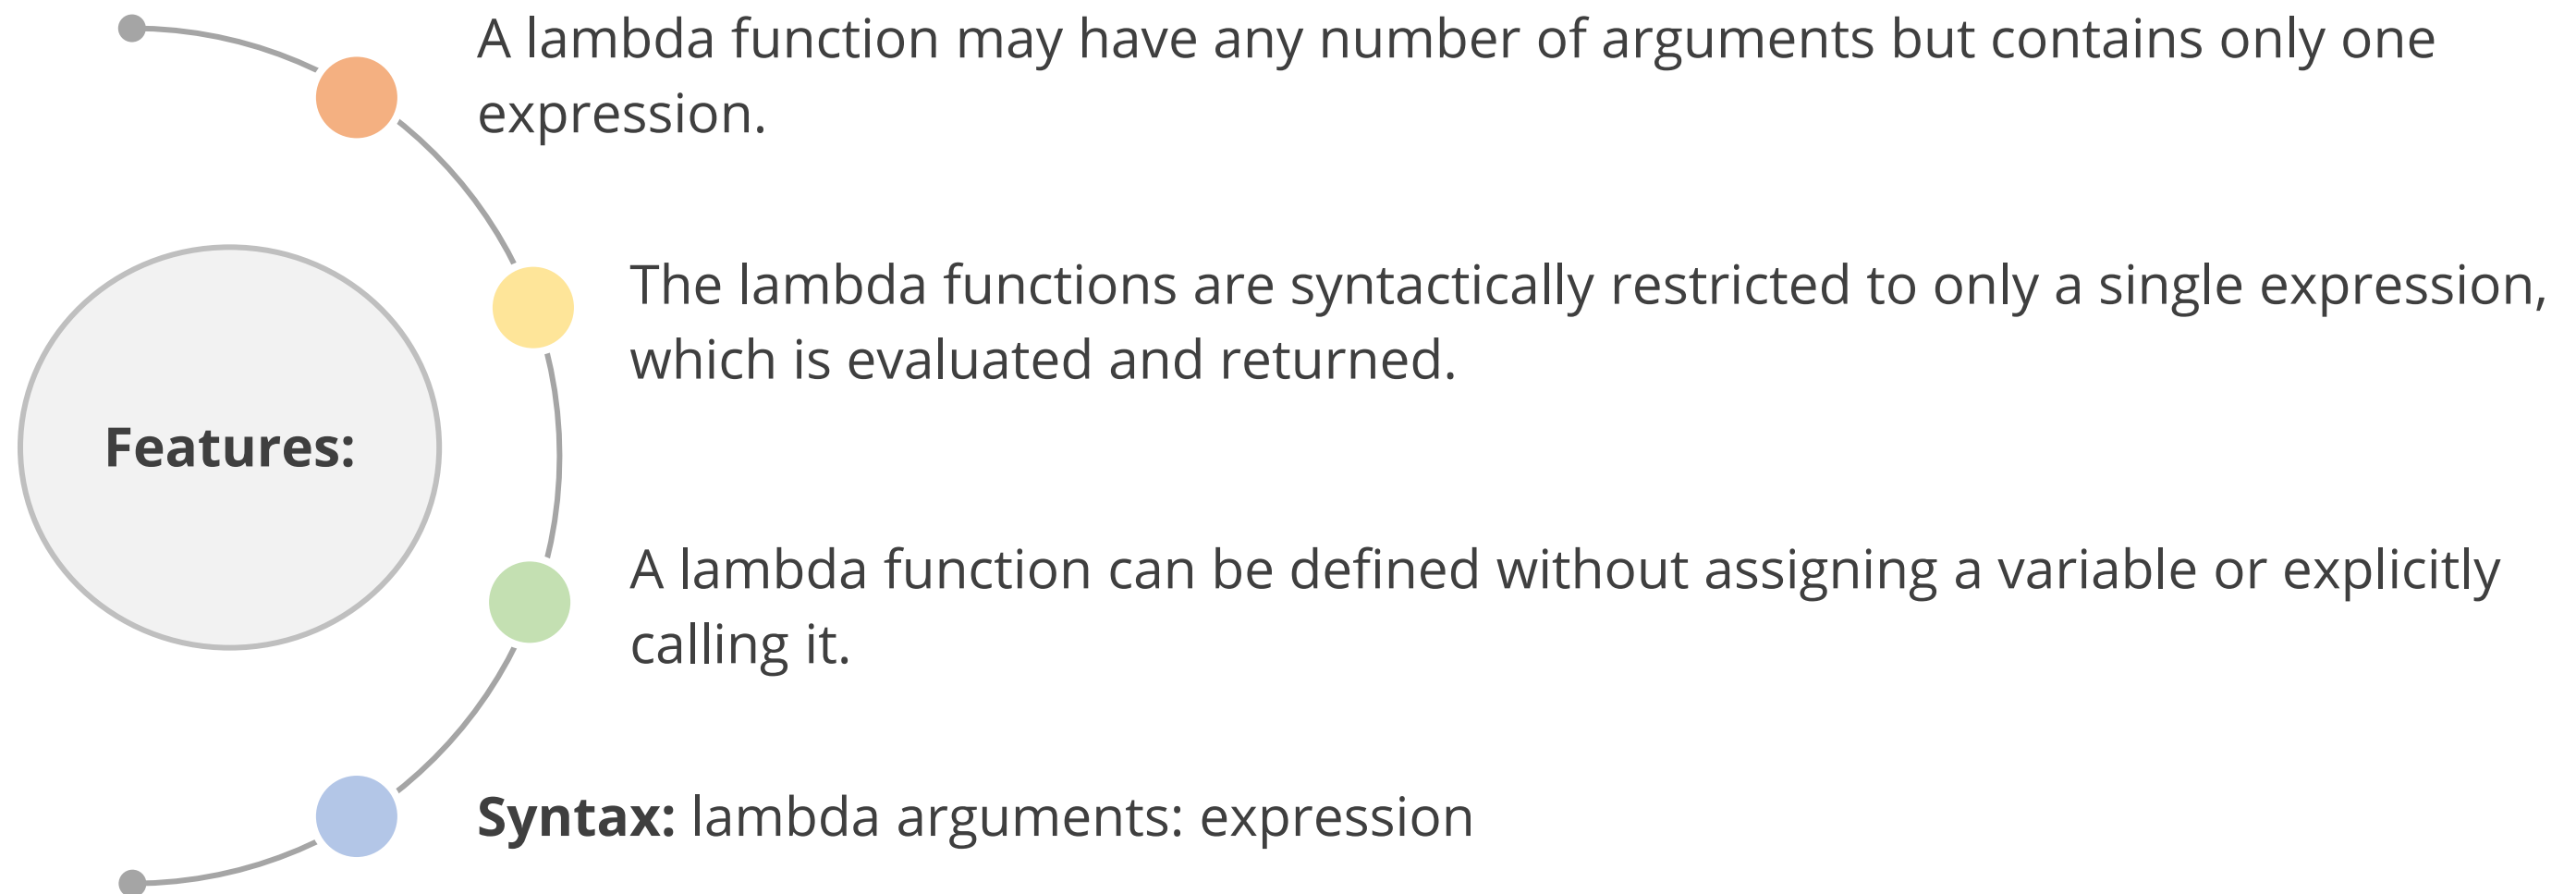 A lambda function may have any number of arguments but contains only one
expression.
The lambda functions are syntactically restricted to only a single expression,
which is evaluated and returned.
Features:
A lambda function can be defined without assigning a variable or explicitly
calling it.
Syntax: lambda arguments: expression